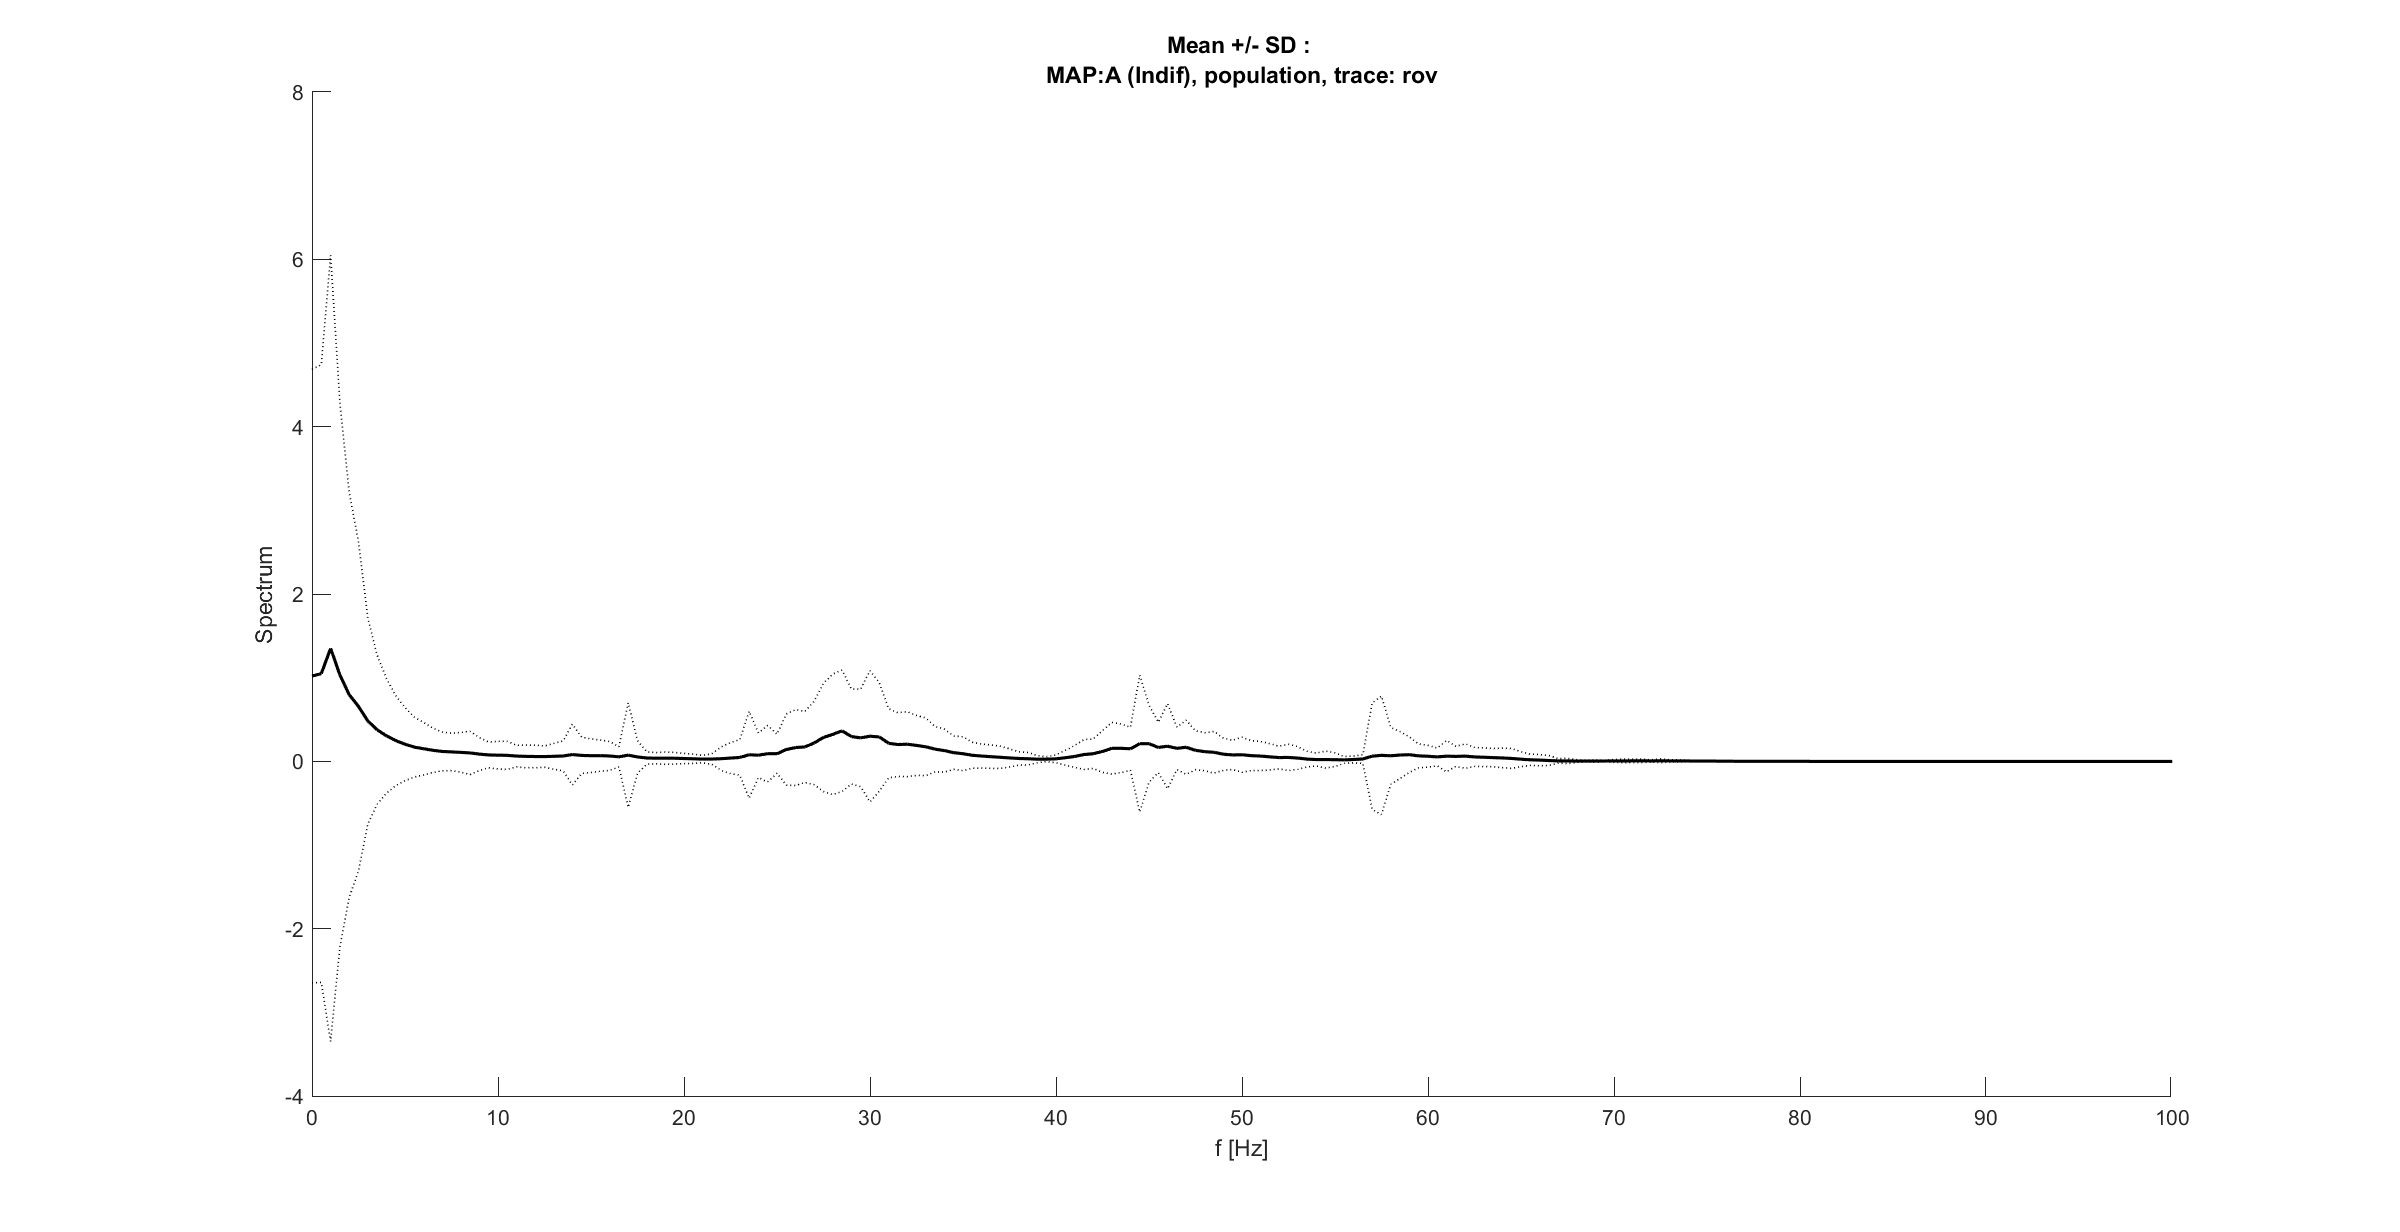 Mean +/- SD :
MAP:A (Indif), population, trace: rov
8
6
4
2
0
-2
-4
Spectrum
0 10 20 30 40 50 60 70 80 90 100
f [Hz]